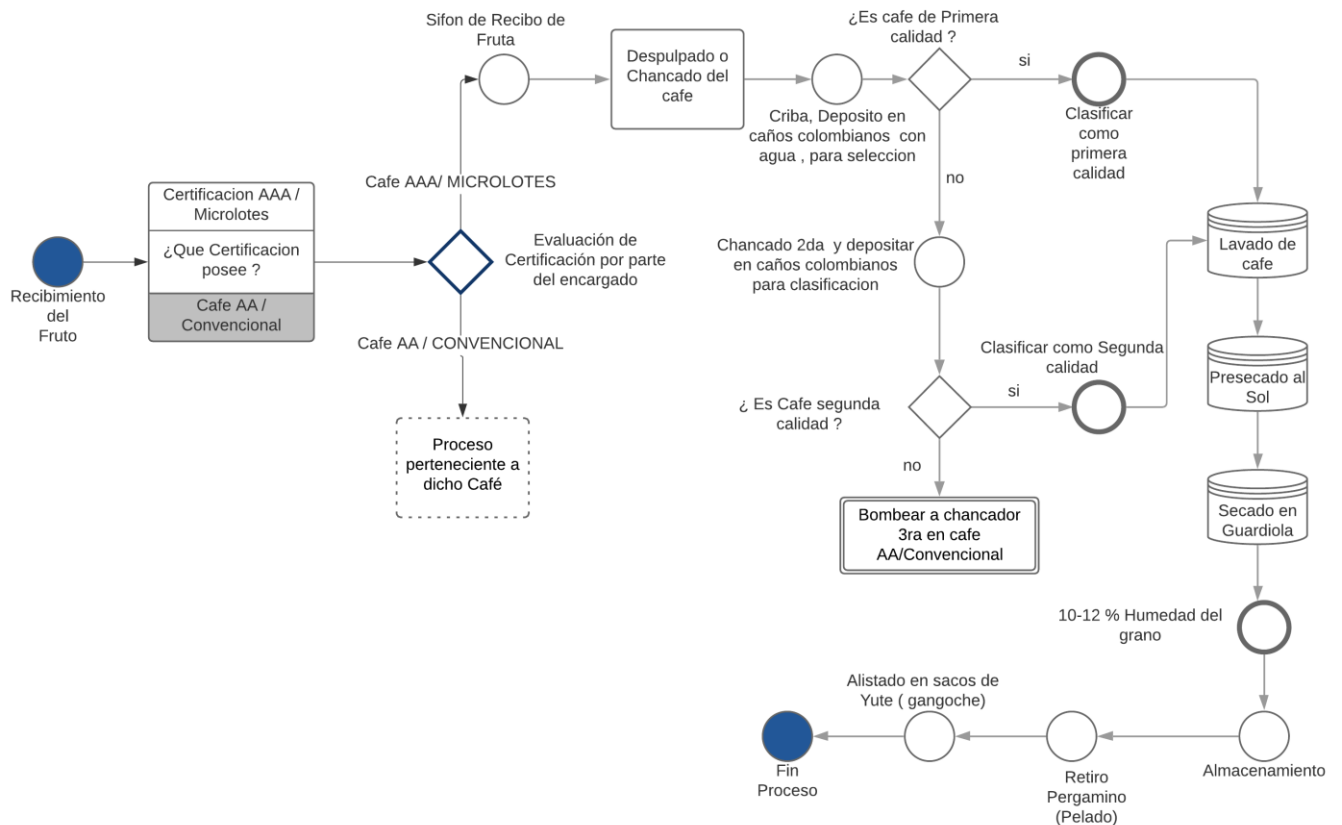 Recibimiento
del
Fruto
Certificacion AAA /
Microlotes
¿Que Certificacion
posee ?
Cafe AA /
Convencional
Evaluación de
Certificación por parte
del encargado
Cafe AAA/ MICROLOTES
Cafe AA / CONVENCIONAL
Proceso
perteneciente a
dicho Café
Sifon de Recibo de
Fruta
Despulpado o
Chancado del
cafe
Criba, Deposito en
caños colombianos con
agua , para seleccion
¿Es cafe de Primera
calidad ?
si
Clasificar
como
primera
calidad
no
Chancado 2da y depositar
en caños colombianos
para clasificacion
¿ Es Cafe segunda
calidad ?
si
Clasificar como Segunda
calidad
no
Bombear a chancador
3ra en cafe
AA/Convencional
Lavado de
cafe
Presecado al
Sol
Secado en
Guardiola
10-12 % Humedad del
grano
Almacenamiento
Retiro
Pergamino
(Pelado)
Alistado en sacos de
Yute ( gangoche)
Fin
Proceso